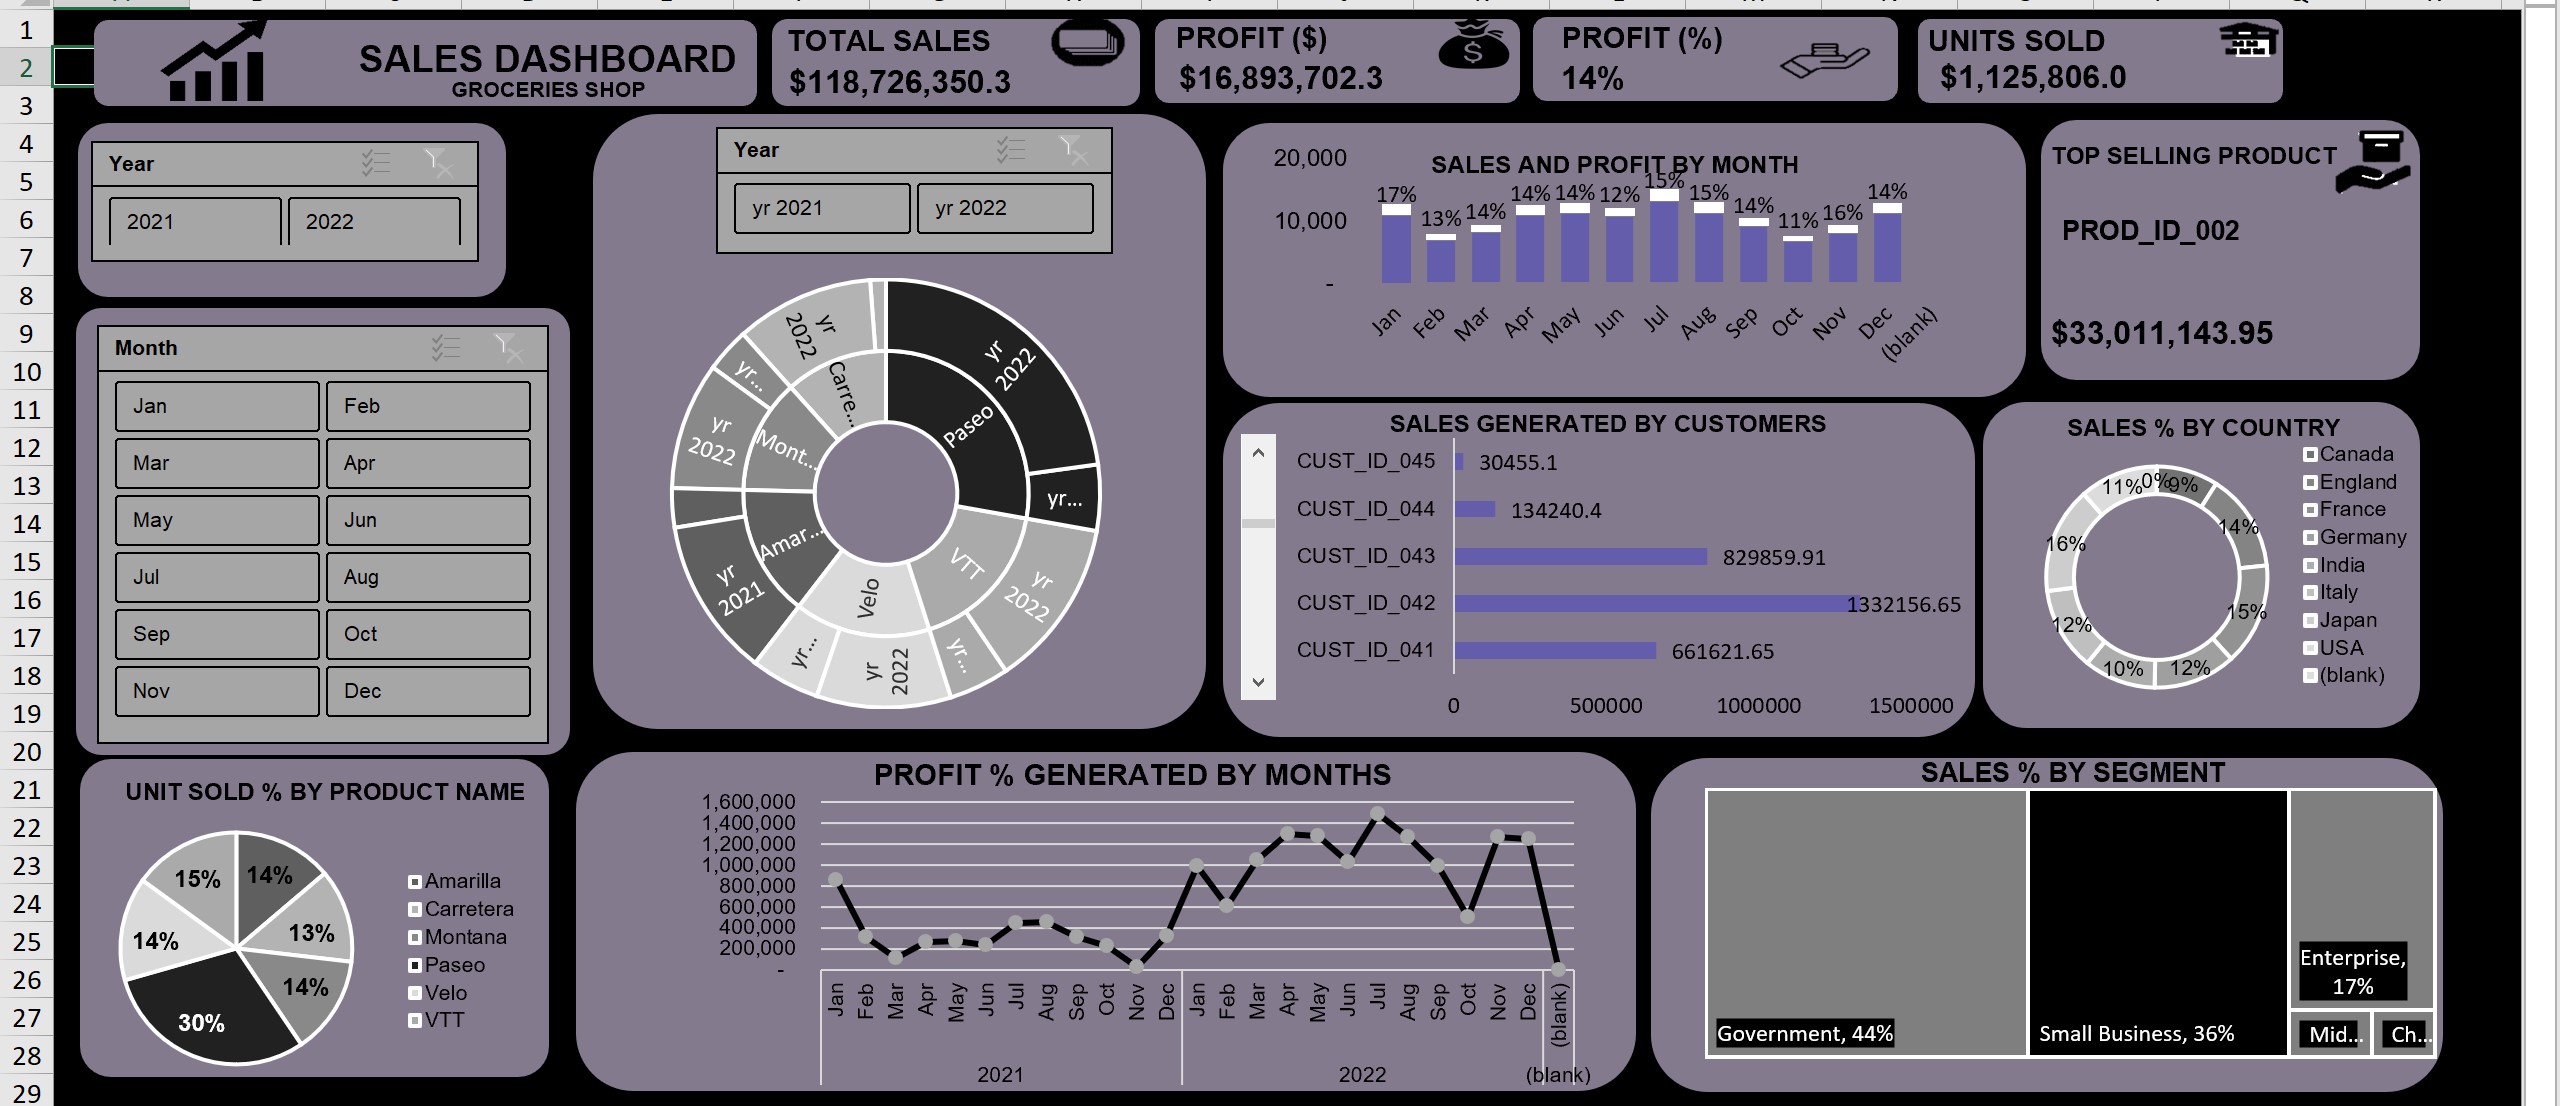 1
2
3
4
5
6
7
8
9
10
11
12
13
14
15
16
17
18
19
20
21
22
23
24
25
26
27
28
29
SALES DASHBOARD
GROCERIES SHOP
TOTAL SALES
$118,726,350.3
PROFIT ($)
$16,893,702.3
PROFIT (%)
14%
UNITS SOLD
$1,125,806.0
Year
2021
2022
Month
Jan
Feb
Mar
Apr
May
Jun
Jul
Aug
Sep
Oct
Nov
Dec
Year
yr 2021
yr 2022
Paseo
yr
2022
yr...
VTT
yr
2022
yr...
Velo
yr
2022
yr...
Amar...
yr
2021
Mont...
yr
2022
yr...
Carre...
yr
2022
SALES AND PROFIT BY MONTH
20,000
10,000
-
17%
13%
14%
14%
14%
12%
15%
15%
14%
11%
16%
14%
Jan
Feb
Mar
Apr
May
Jun
Jul
Aug
Sep
Oct
Nov
Dec
(blank)
TOP SELLING PRODUCT
PROD_ID_002
$33,011,143.95
SALES GENERATED BY CUSTOMERS
CUST_ID_045
30455.1
CUST_ID_044
134240.4
CUST_ID_043
829859.91
CUST_ID_042
1332156.65
CUST_ID_041
661621.65
0
500000
1000000
1500000
SALES % BY COUNTRY
9%
14%
15%
12%
10%
12%
16%
11%
0%
Canada
England
France
Germany
India
Italy
Japan
USA
(blank)
UNIT SOLD % BY PRODUCT NAME
14%
13%
14%
30%
14%
15%
Amarilla
Carretera
Montana
Paseo
Velo
VTT
PROFIT % GENERATED BY MONTHS
1,600,000
1,400,000
1,200,000
1,000,000
800,000
600,000
400,000
200,000
-
Jan
Feb
Mar
Apr
May
Jun
Jul
Aug
Sep
Oct
Nov
Dec
Jan
Feb
Mar
Apr
May
Jun
Jul
Aug
Sep
Oct
Nov
Dec
(blank)
2021
2022
(blank)
SALES % BY SEGMENT
Government, 44%
Small Business, 36%
Enterprise,
17%
Mid...
Ch...